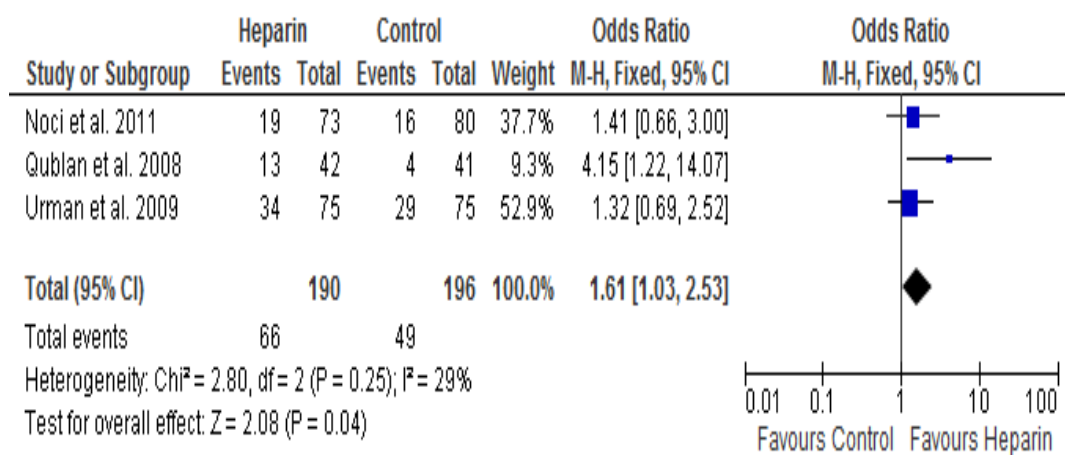 Heparin Control Odds Ratio Odds Ratio
Study or Subgroup Events Total Events Total Weight M-H, Fixed, 95% CI M-H, Fixed, 95% CI
Noci et al. 2011 19 73 16 80 37.7% 1.41 [0.66, 3.00]
Qublan et al. 2008 13 42 4 41 9.3% 4.15 [1.22, 14.07]
Urman et al. 2009 34 75 29 75 52.9% 1.32 [0.69, 2.52]
Total (95% CI) 190 196 100.0% 1.61 [1.03, 2.53]
Total events 66 49
Heterogeneity: Chi² = 2.80, df = 2 (P = 0.25); I² = 29%
Test for overall effect: Z = 2.08 (P = 0.04)
0.01 0.1 1 10 100
Favours Control Favours Heparin